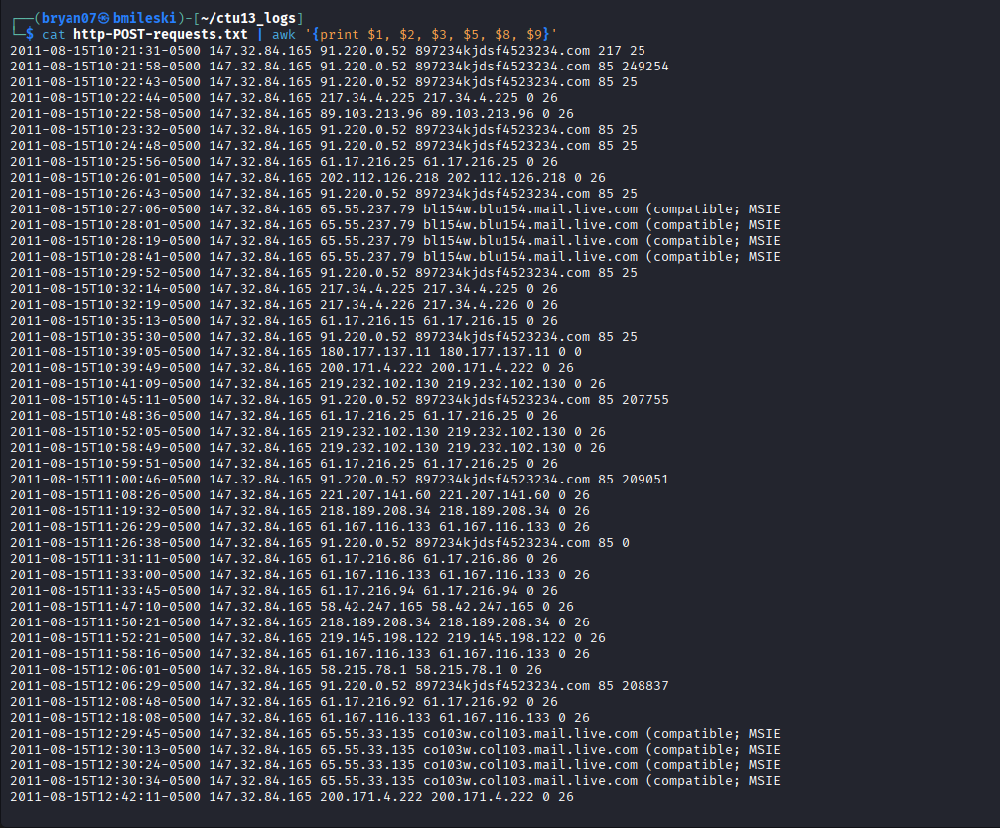 ┌──(bryan07㉿bmileski)-[~/ctu13_logs]
└─$ cat http-POST-requests.txt | awk '{print $1, $2, $3, $5, $8, $9}'
2011-08-15T10:21:31-0500 147.32.84.165 91.220.0.52 897234kjdsf4523234.com 217 25
2011-08-15T10:21:58-0500 147.32.84.165 91.220.0.52 897234kjdsf4523234.com 85 249254
2011-08-15T10:22:43-0500 147.32.84.165 91.220.0.52 897234kjdsf4523234.com 85 25
2011-08-15T10:22:44-0500 147.32.84.165 217.34.4.225 217.34.4.225 0 26
2011-08-15T10:22:58-0500 147.32.84.165 89.103.213.96 89.103.213.96 0 26
2011-08-15T10:23:32-0500 147.32.84.165 91.220.0.52 897234kjdsf4523234.com 85 25
2011-08-15T10:24:48-0500 147.32.84.165 91.220.0.52 897234kjdsf4523234.com 85 25
2011-08-15T10:25:56-0500 147.32.84.165 61.17.216.25 61.17.216.25 0 26
2011-08-15T10:26:01-0500 147.32.84.165 202.112.126.218 202.112.126.218 0 26
2011-08-15T10:26:43-0500 147.32.84.165 91.220.0.52 897234kjdsf4523234.com 85 25
2011-08-15T10:27:06-0500 147.32.84.165 65.55.237.79 bl154w.blu154.mail.live.com (compatible; MSIE
2011-08-15T10:28:01-0500 147.32.84.165 65.55.237.79 bl154w.blu154.mail.live.com (compatible; MSIE
2011-08-15T10:28:19-0500 147.32.84.165 65.55.237.79 bl154w.blu154.mail.live.com (compatible; MSIE
2011-08-15T10:28:41-0500 147.32.84.165 65.55.237.79 bl154w.blu154.mail.live.com (compatible; MSIE
2011-08-15T10:29:52-0500 147.32.84.165 91.220.0.52 897234kjdsf4523234.com 85 25
2011-08-15T10:32:14-0500 147.32.84.165 217.34.4.225 217.34.4.225 0 26
2011-08-15T10:32:19-0500 147.32.84.165 217.34.4.226 217.34.4.226 0 26
2011-08-15T10:35:13-0500 147.32.84.165 61.17.216.15 61.17.216.15 0 26
2011-08-15T10:35:30-0500 147.32.84.165 91.220.0.52 897234kjdsf4523234.com 85 25
2011-08-15T10:39:05-0500 147.32.84.165 180.177.137.11 180.177.137.11 0 0
2011-08-15T10:39:49-0500 147.32.84.165 200.171.4.222 200.171.4.222 0 26
2011-08-15T10:41:09-0500 147.32.84.165 219.232.102.130 219.232.102.130 0 26
2011-08-15T10:45:11-0500 147.32.84.165 91.220.0.52 897234kjdsf4523234.com 85 207755
2011-08-15T10:48:36-0500 147.32.84.165 61.17.216.25 61.17.216.25 0 26
2011-08-15T10:52:05-0500 147.32.84.165 219.232.102.130 219.232.102.130 0 26
2011-08-15T10:58:49-0500 147.32.84.165 219.232.102.130 219.232.102.130 0 26
2011-08-15T10:59:51-0500 147.32.84.165 61.17.216.25 61.17.216.25 0 26
2011-08-15T11:00:46-0500 147.32.84.165 91.220.0.52 897234kjdsf4523234.com 85 209051
2011-08-15T11:08:26-0500 147.32.84.165 221.207.141.60 221.207.141.60 0 26
2011-08-15T11:19:32-0500 147.32.84.165 218.189.208.34 218.189.208.34 0 26
2011-08-15T11:26:29-0500 147.32.84.165 61.167.116.133 61.167.116.133 0 26
2011-08-15T11:26:38-0500 147.32.84.165 91.220.0.52 897234kjdsf4523234.com 85 0
2011-08-15T11:31:11-0500 147.32.84.165 61.17.216.86 61.17.216.86 0 26
2011-08-15T11:33:00-0500 147.32.84.165 61.167.116.133 61.167.116.133 0 26
2011-08-15T11:33:45-0500 147.32.84.165 61.17.216.94 61.17.216.94 0 26
2011-08-15T11:47:10-0500 147.32.84.165 58.42.247.165 58.42.247.165 0 26
2011-08-15T11:50:21-0500 147.32.84.165 218.189.208.34 218.189.208.34 0 26
2011-08-15T11:52:21-0500 147.32.84.165 219.145.198.122 219.145.198.122 0 26
2011-08-15T11:58:16-0500 147.32.84.165 61.167.116.133 61.167.116.133 0 26
2011-08-15T12:06:01-0500 147.32.84.165 58.215.78.1 58.215.78.1 0 26
2011-08-15T12:06:29-0500 147.32.84.165 91.220.0.52 897234kjdsf4523234.com 85 208837
2011-08-15T12:08:48-0500 147.32.84.165 61.17.216.92 61.17.216.92 0 26
2011-08-15T12:18:08-0500 147.32.84.165 61.167.116.133 61.167.116.133 0 26
2011-08-15T12:29:45-0500 147.32.84.165 65.55.33.135 co103w.col103.mail.live.com (compatible; MSIE
2011-08-15T12:30:13-0500 147.32.84.165 65.55.33.135 co103w.col103.mail.live.com (compatible; MSIE
2011-08-15T12:30:24-0500 147.32.84.165 65.55.33.135 co103w.col103.mail.live.com (compatible; MSIE
2011-08-15T12:30:34-0500 147.32.84.165 65.55.33.135 co103w.col103.mail.live.com (compatible; MSIE
2011-08-15T12:42:11-0500 147.32.84.165 200.171.4.222 200.171.4.222 0 26